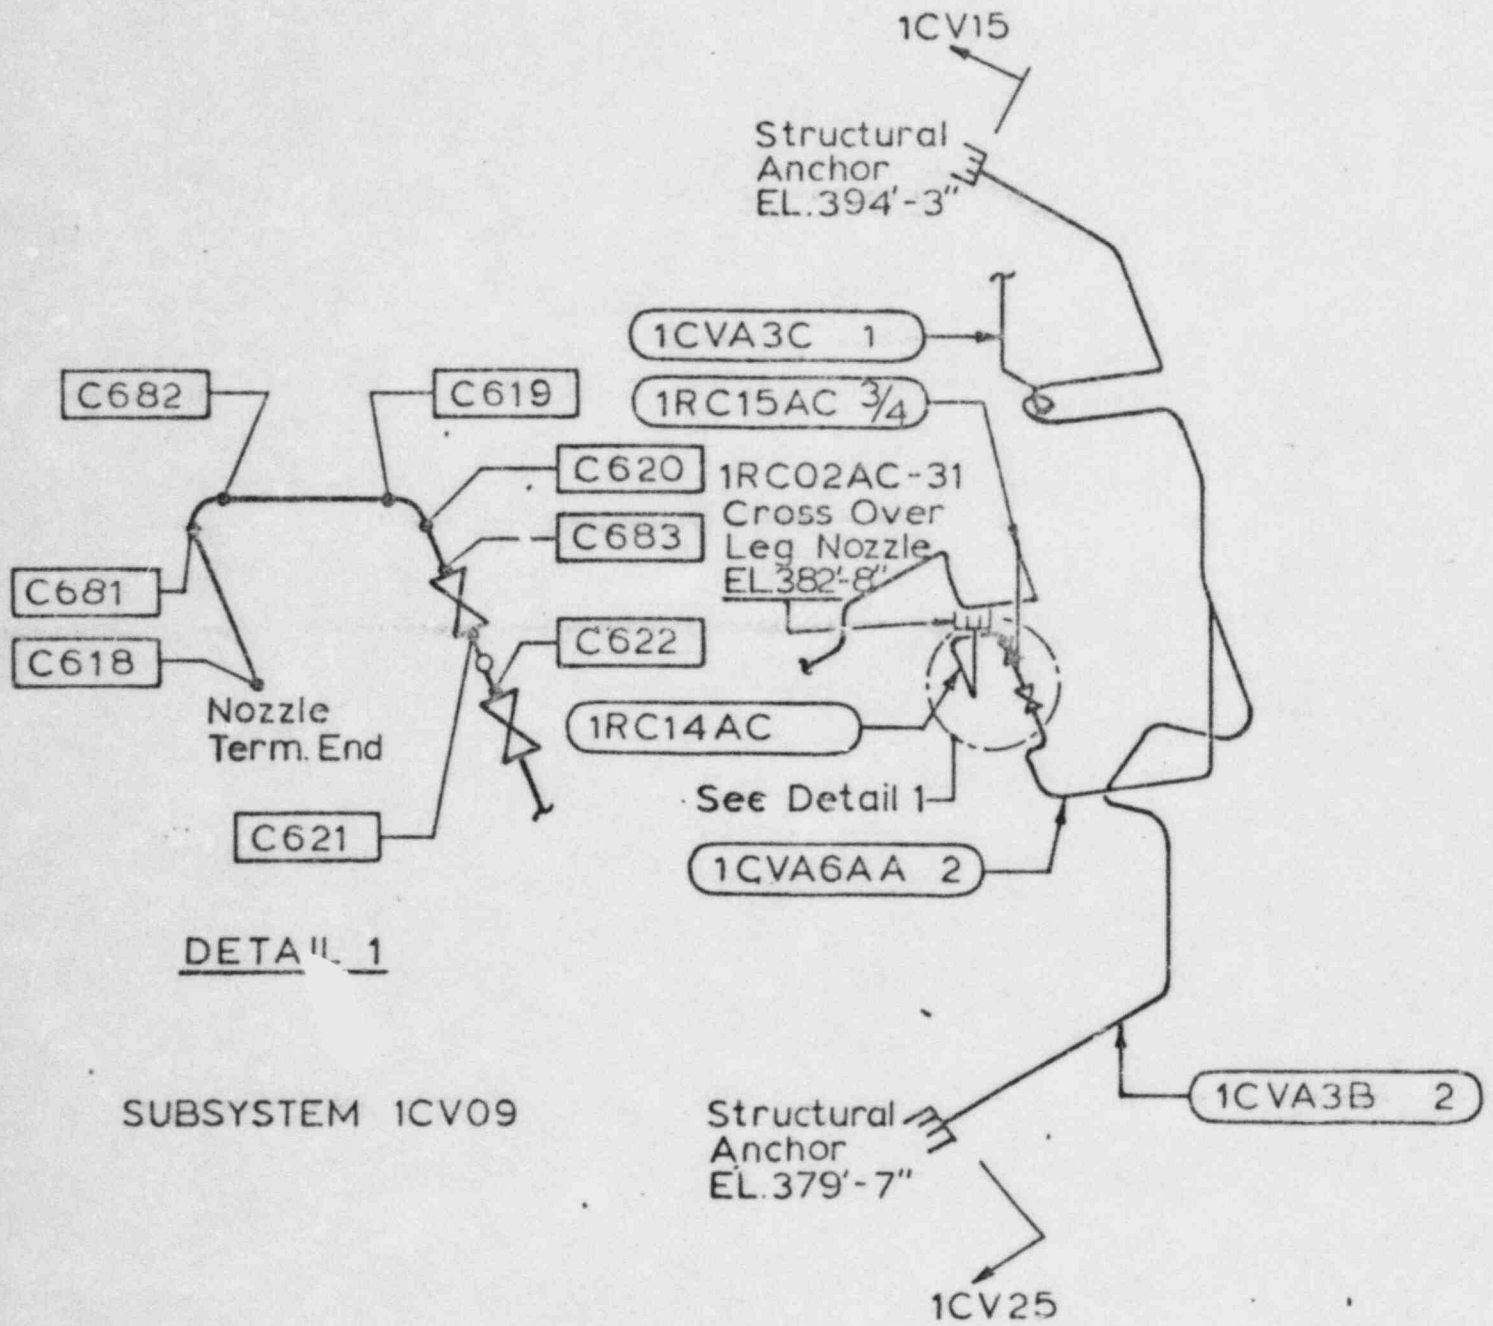 1CV15
Structural
Anchor
EL.394'-3"
1CVA3C 1
1RC15AC 3/4
C682
C619
C620
1RC02AC-31
Cross Over
Leg Nozzle
EL.382'-8"
C683
C681
C622
C618
Nozzle
Term. End
1RC14AC
See Detail 1
C621
1CVA6AA 2
DETAIL 1
1CVA3B 2
SUBSYSTEM 1CV09
Structural
Anchor
EL.379'-7"
1CV25